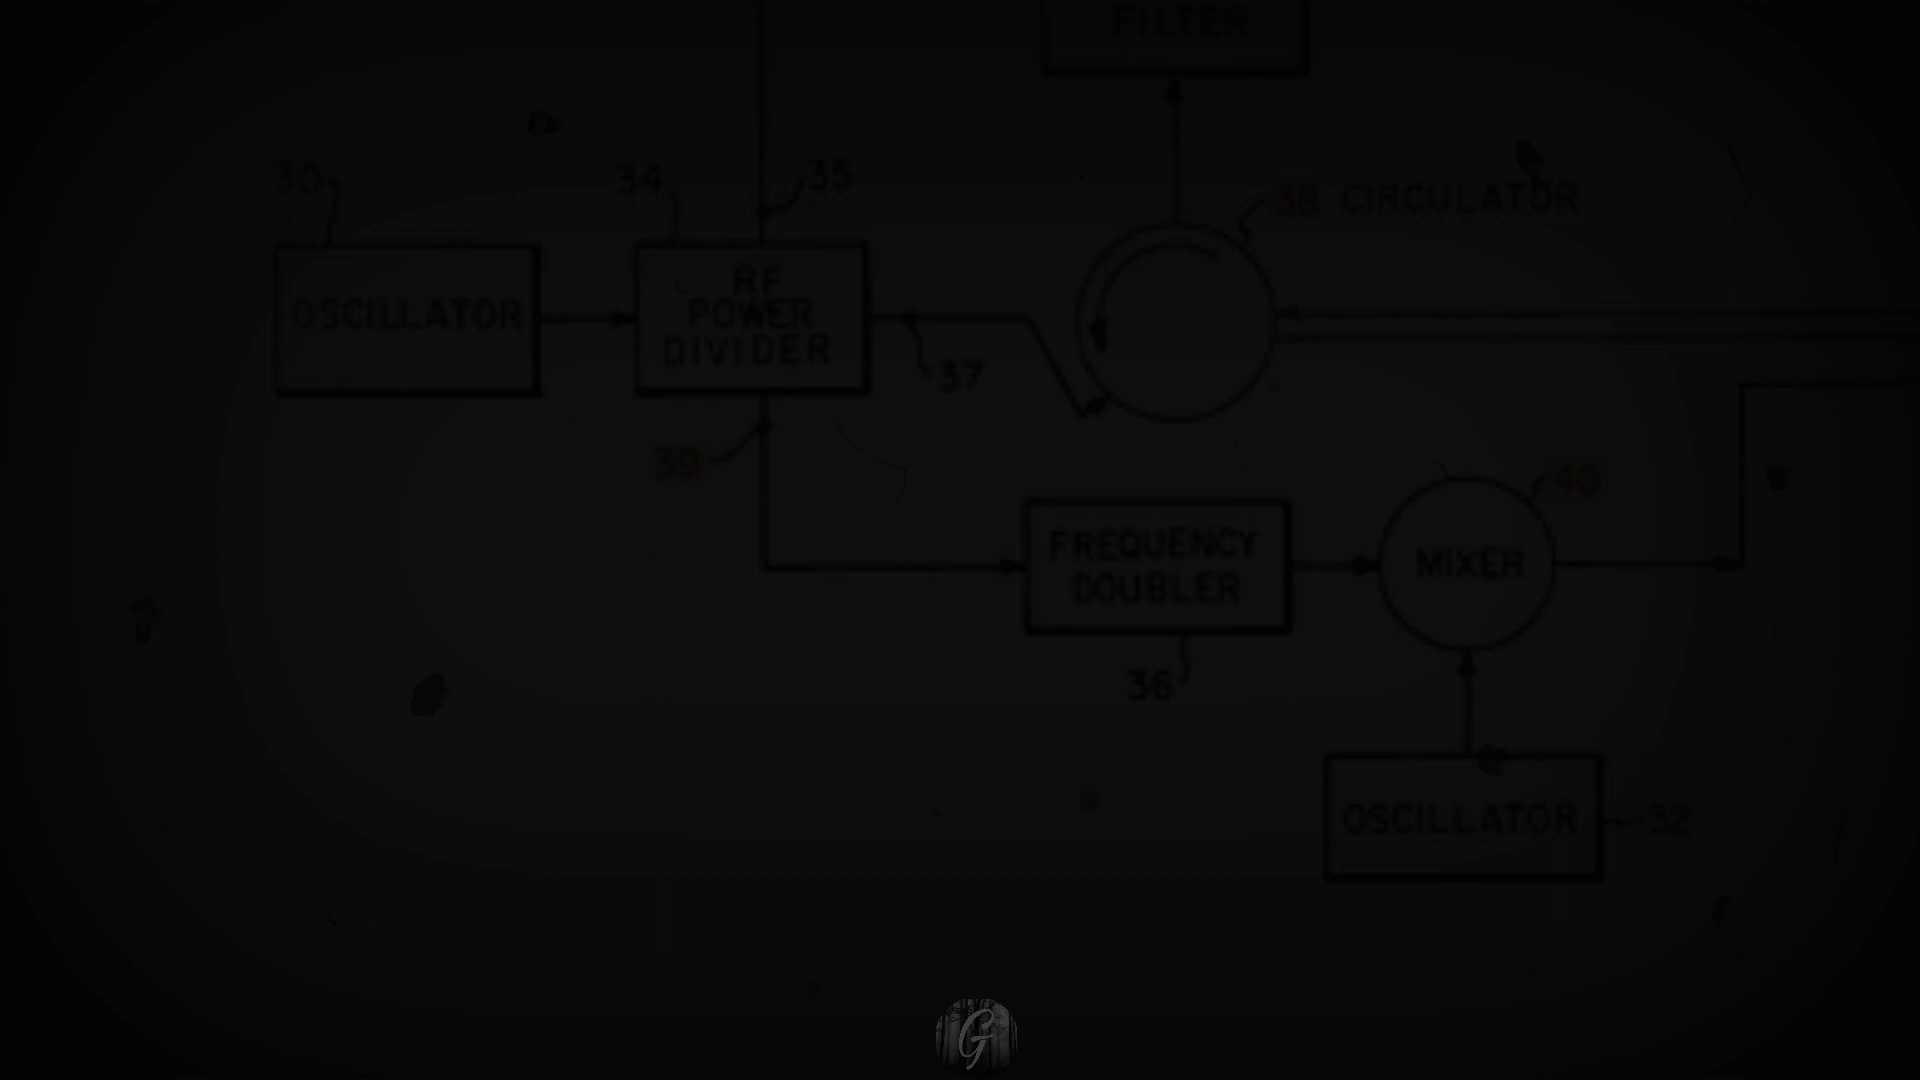 FILTER
30
34
35
38 CIRCULATOR
OSCILLATOR
RF
POWER
DIVIDER
37
39
40
FREQUENCY
DOUBLER
MIXER
36
OSCILLATOR
32
G